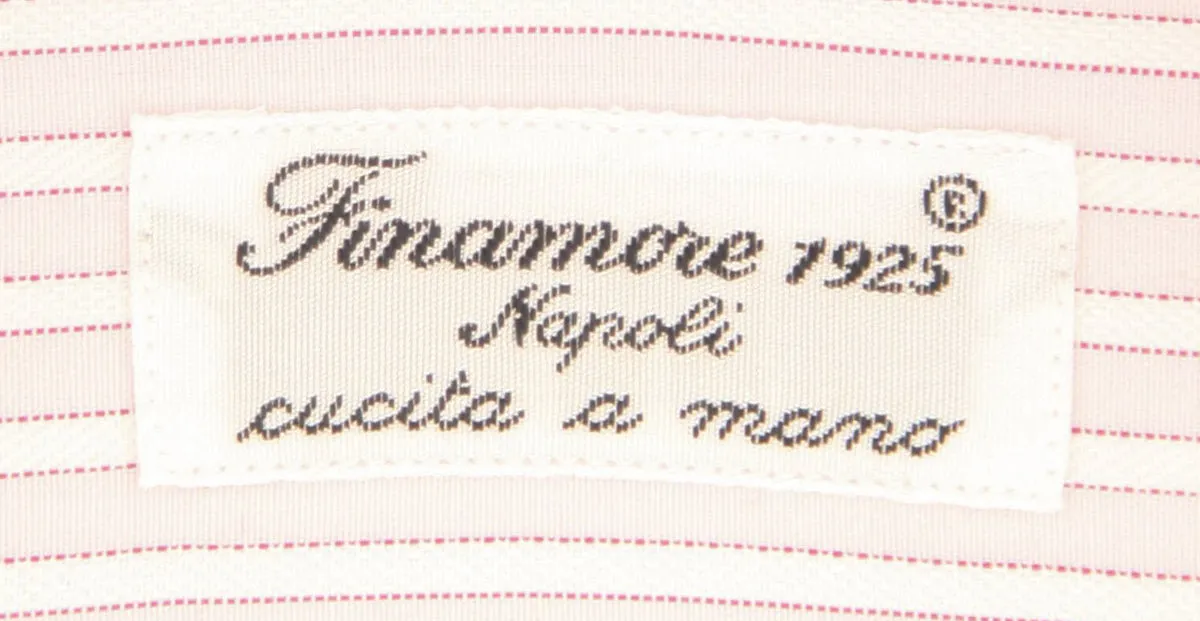 Finamore 1925®
Napoli
cucita a mano